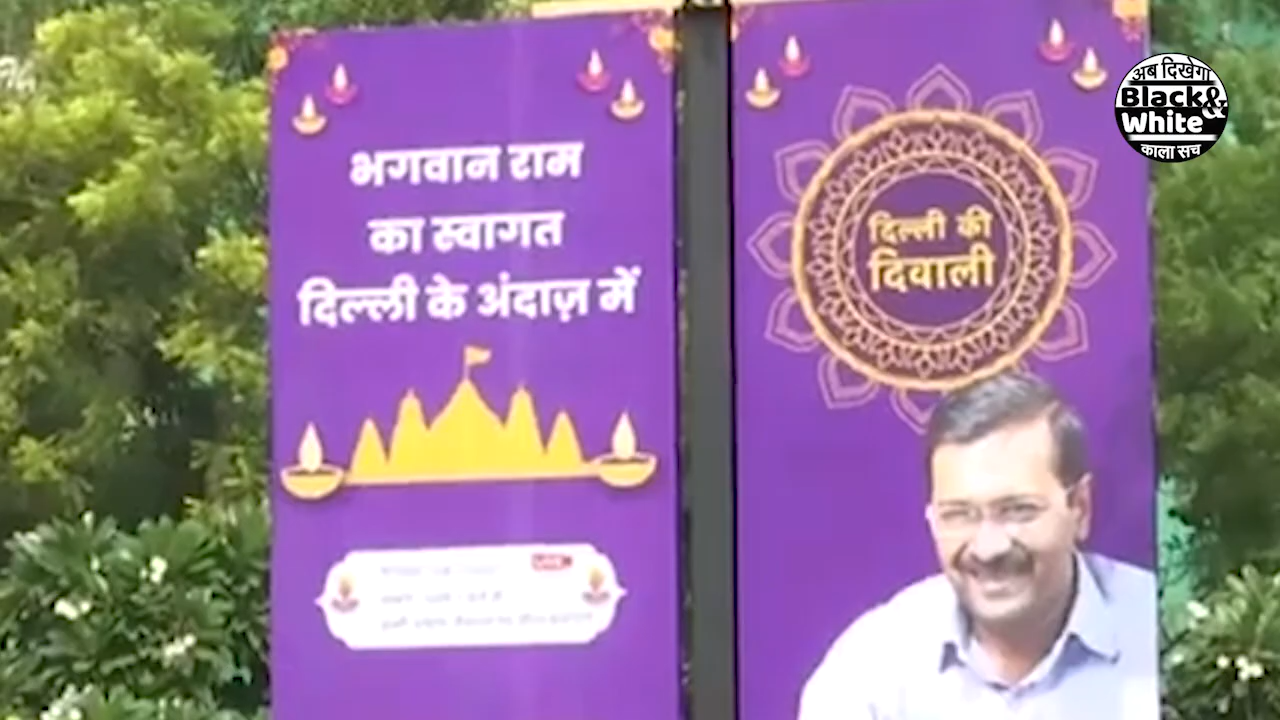 भगवान राम
का स्वागत
दिल्ली के अंदाज़ में
दिल्ली की
दिवाली
अब दिखेगा
Black&
White
काला सच